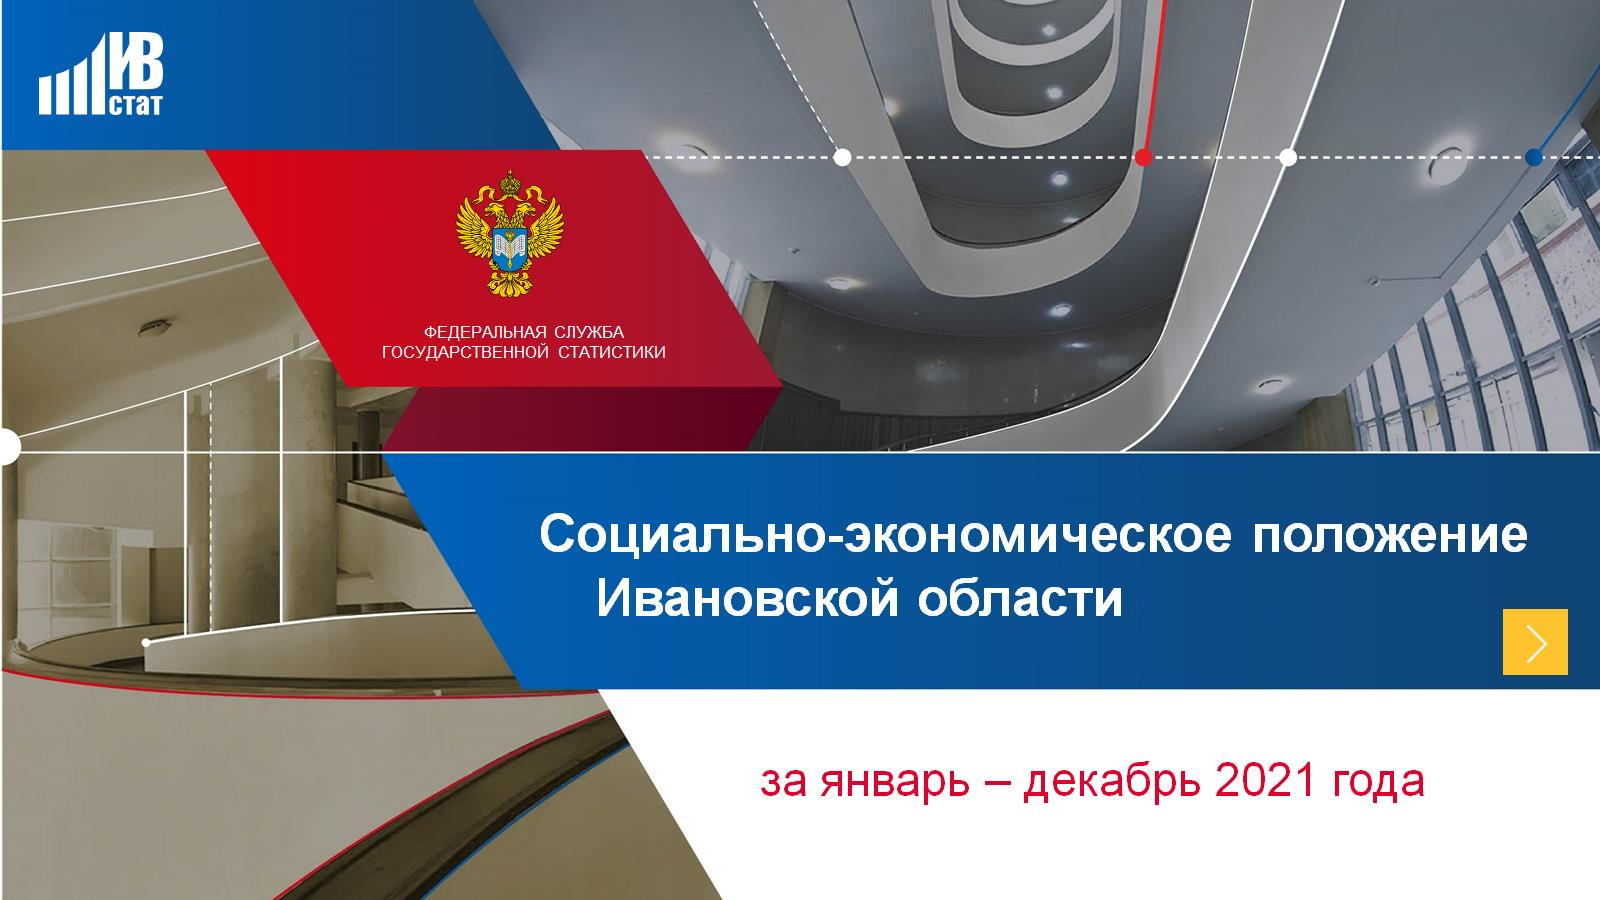 ИВ
стат
ФЕДЕРАЛЬНАЯ СЛУЖБА
ГОСУДАРСТВЕННОЙ СТАТИСТИКИ
Социально-экономическое положение
Ивановской области
за январь – декабрь 2021 года